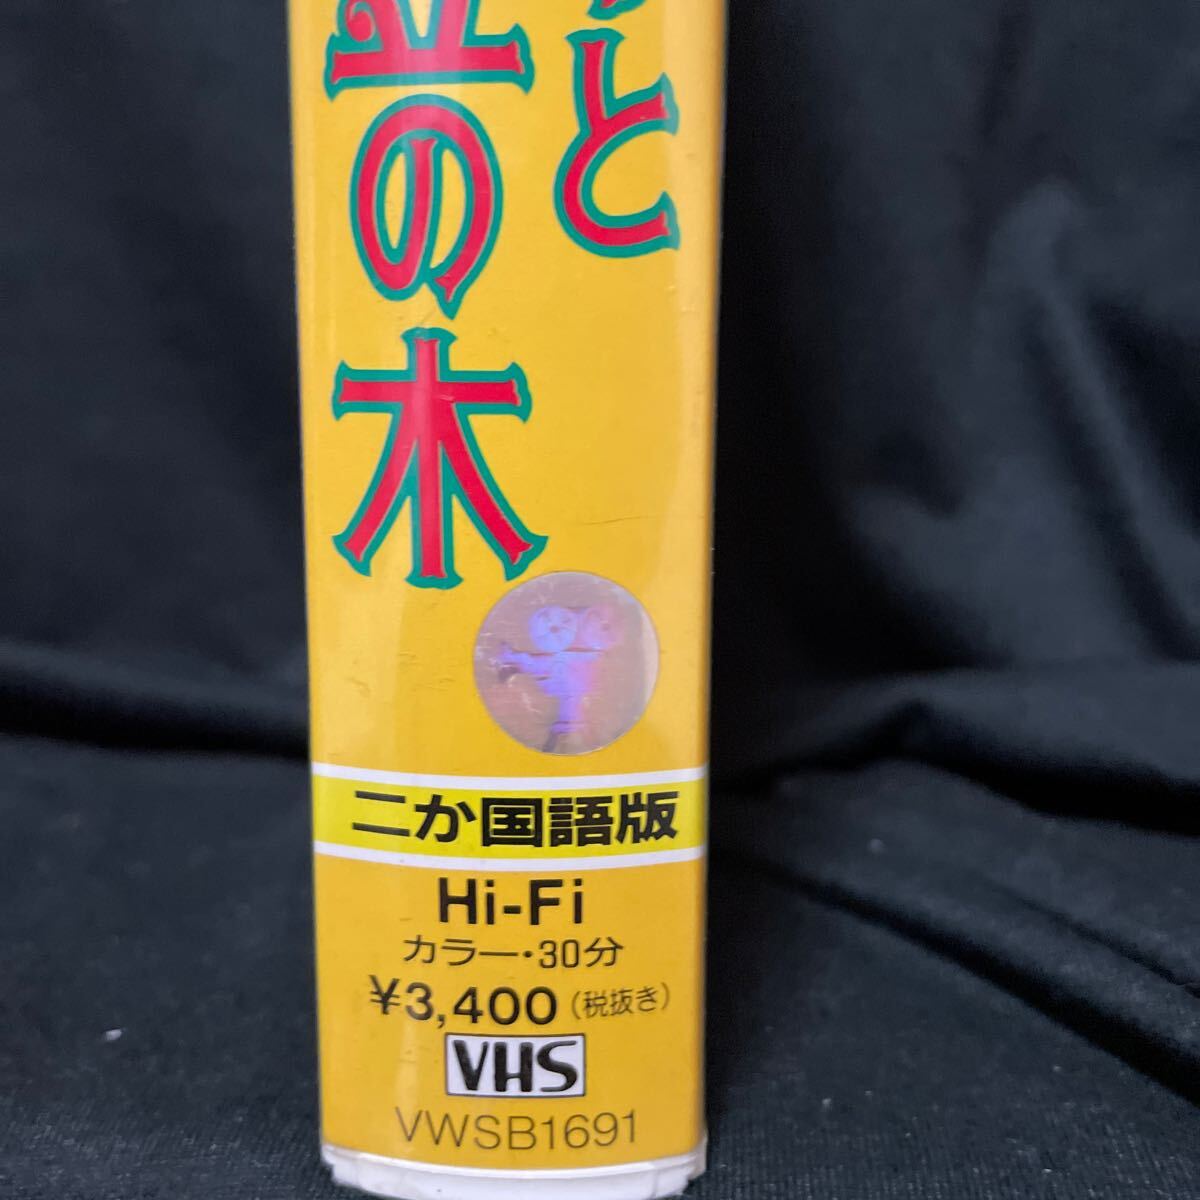 と
の木
二か国語版
Hi-Fi
カラー・30分
¥3,400（税抜き）
VHS
VWSB1691